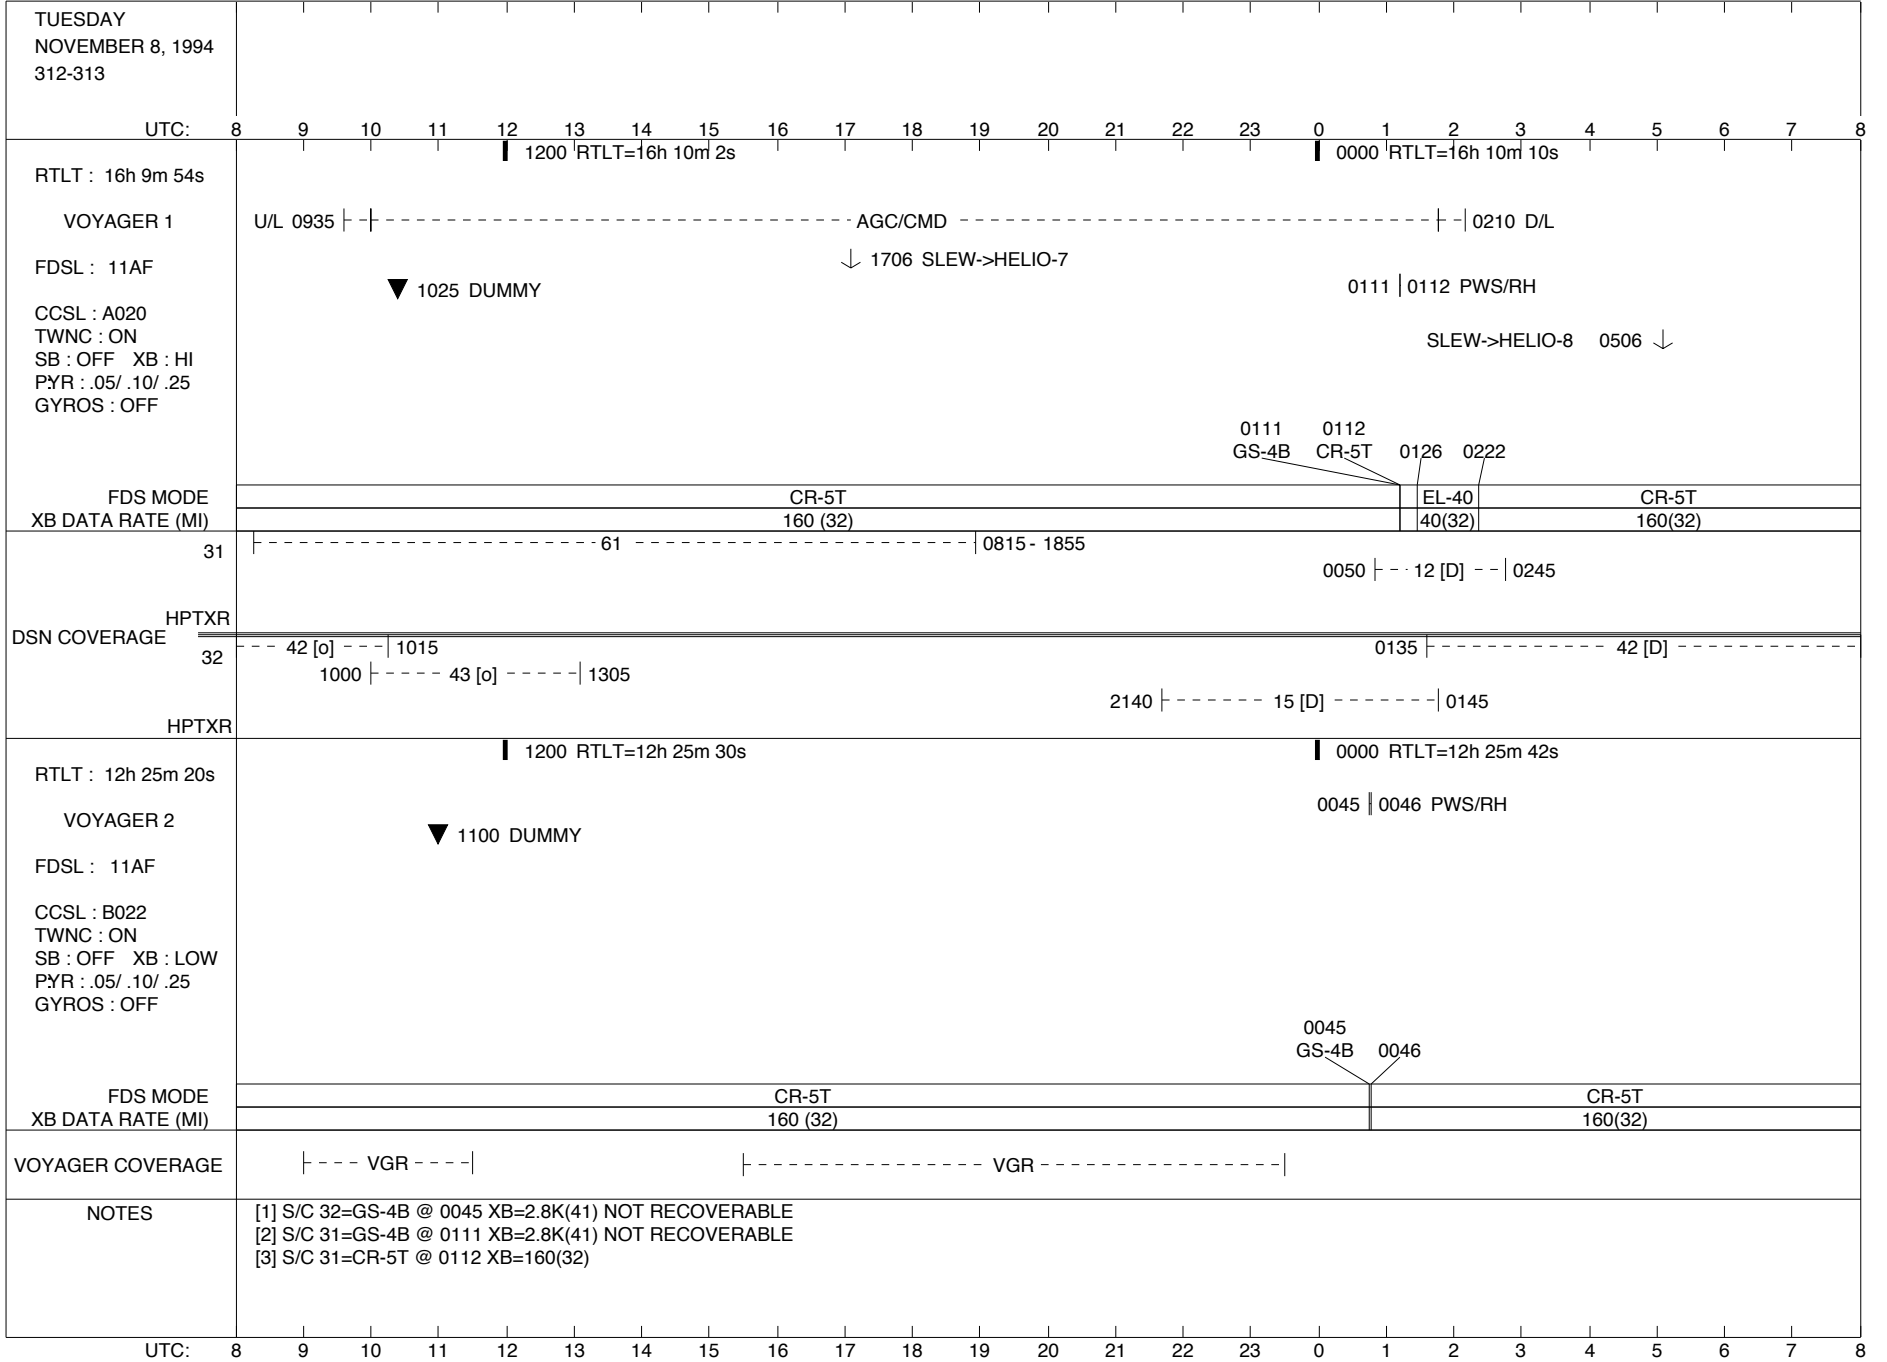 TUESDAY
NOVEMBER 8, 1994
312-313
UTC: 8 9 10 11 12 13 14 15 16 17 18 19 20 21 22 23 0 1 2 3 4 5 6 7 8
1200 RTLT=16h 10m 2s 0000 RTLT=16h 10m 10s
RTLT : 16h 9m 54s
VOYAGER 1 U/L 0935 AGC/CMD 0210 D/L
1706 SLEW->HELIO-7
FDSL : 11AF
1025 DUMMY 0111 0112 PWS/RH
CCSL : A020
TWNC : ON
SLEW->HELIO-8 0506
SB : OFF XB : HI
P:YR : .05/ .10/ .25
GYROS : OFF
0111 0112
GS-4B CR-5T 0126 0222
FDS MODE CR-5T EL-40 CR-5T
XB DATA RATE (MI) 160 (32) 40(32) 160(32)
31 61 0815 - 1855
0050 12 [D] 0245
HPTXR
DSN COVERAGE
32 42 [o] 1015 0135 42 [D]
1000 43 [o] 1305
2140 15 [D] 0145
HPTXR
1200 RTLT=12h 25m 30s 0000 RTLT=12h 25m 42s
RTLT : 12h 25m 20s
0045 0046 PWS/RH
VOYAGER 2
1100 DUMMY
FDSL : 11AF
CCSL : B022
TWNC : ON
SB : OFF XB : LOW
P:YR : .05/ .10/ .25
GYROS : OFF
0045
GS-4B 0046
FDS MODE CR-5T CR-5T
XB DATA RATE (MI) 160 (32) 160(32)
VOYAGER COVERAGE VGR VGR
NOTES [1] S/C 32=GS-4B @ 0045 XB=2.8K(41) NOT RECOVERABLE
[2] S/C 31=GS-4B @ 0111 XB=2.8K(41) NOT RECOVERABLE
[3] S/C 31=CR-5T @ 0112 XB=160(32)
UTC: 8 9 10 11 12 13 14 15 16 17 18 19 20 21 22 23 0 1 2 3 4 5 6 7 8